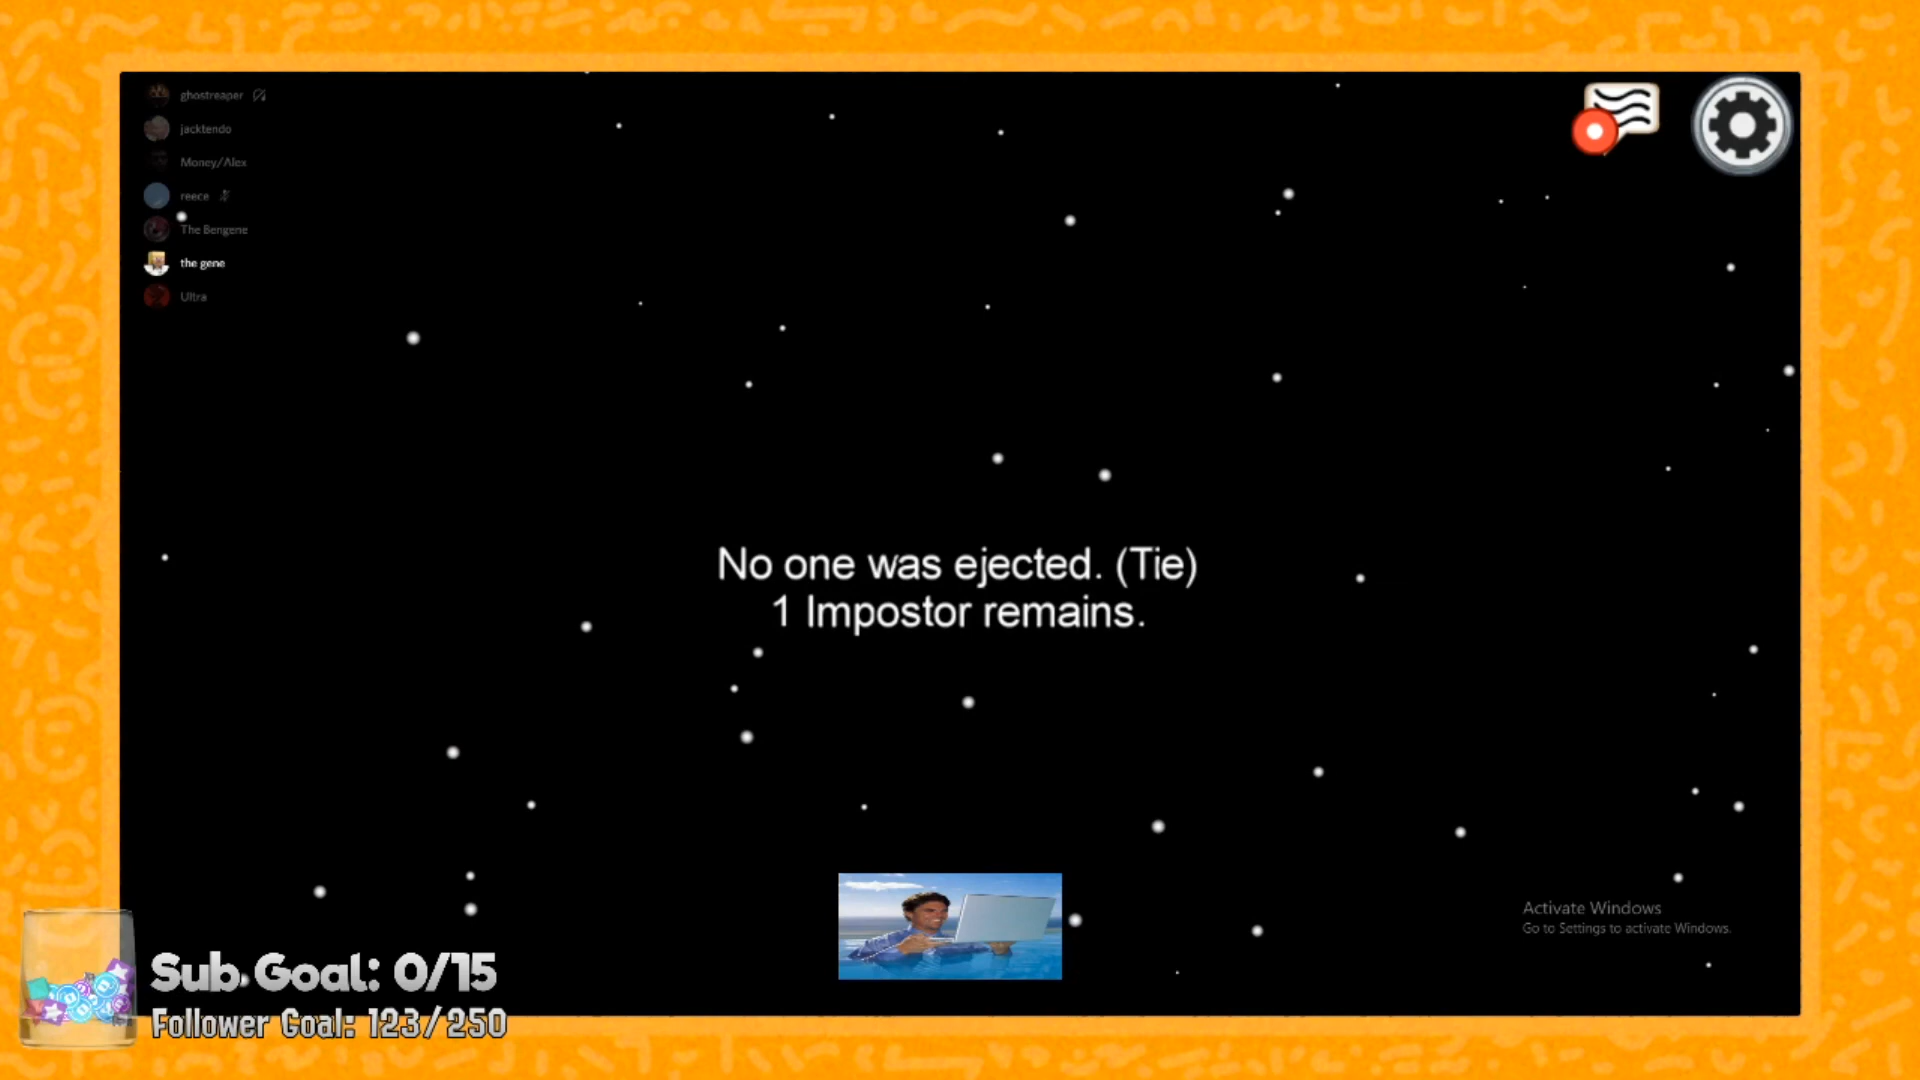 ghostreaper
jacktendo
Money/Alex
reece
The Bengene
the gene
Ultra
No one was ejected. (Tie)
1 Impostor remains.
Activate Windows
Go to Settings to activate Windows.
Sub Goal: 0/15
Follower Goal: 123/250